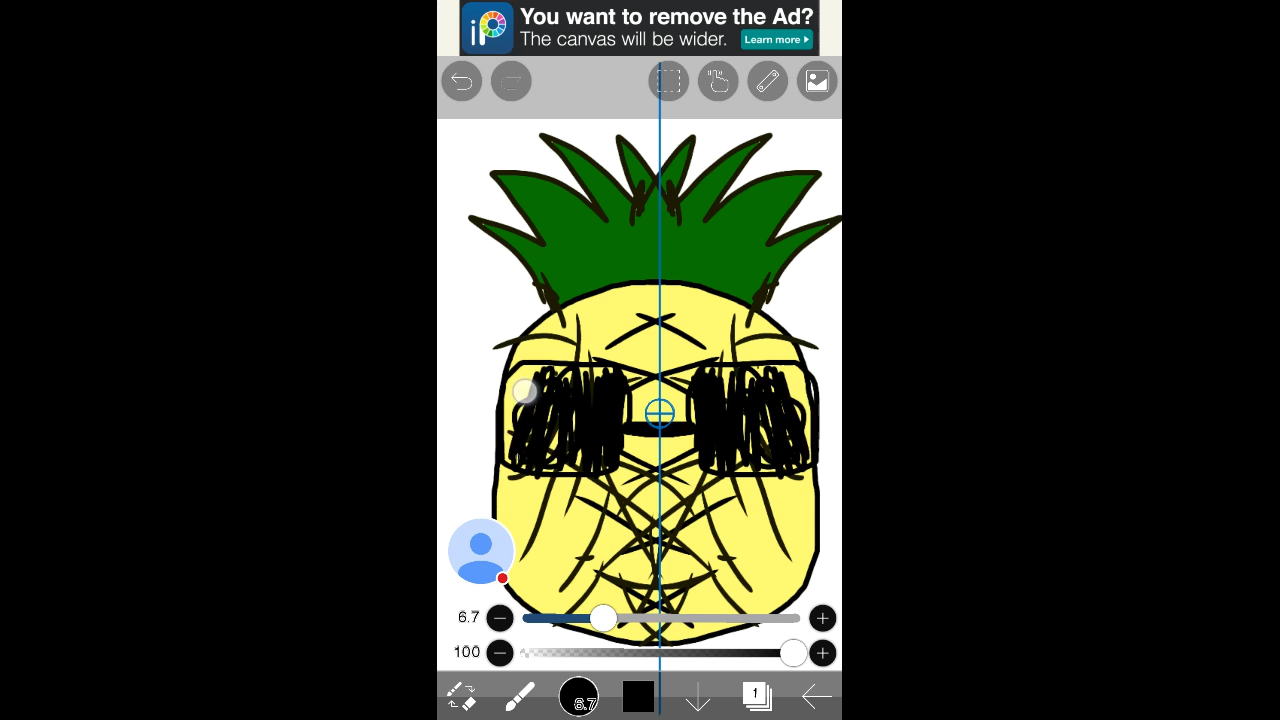 iP
You want to remove the Ad?
The canvas will be wider.
Learn more
6.7
100
6.7
1